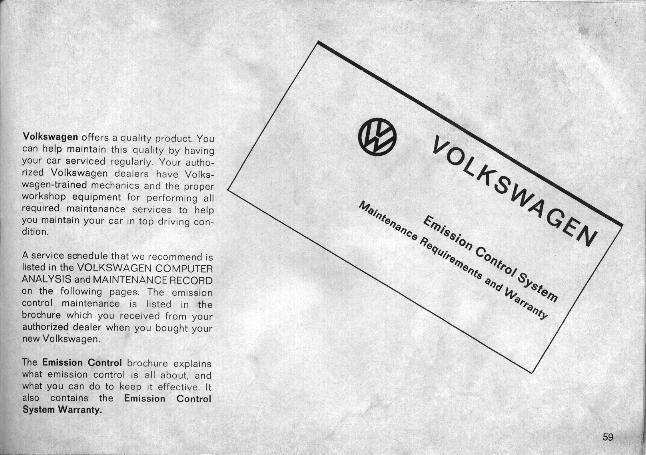 Volkswagen offers a quality product. You
can help maintain this quality by having
your car serviced regularly. Your autho-
rized Volkswagen dealers have Volks-
wagen-trained mechanics and the proper
workshop equipment for performing all
required maintenance services to help
you maintain your car in top driving con-
dition.
A service schedule that we recommend is
listed in the VOLKSWAGEN COMPUTER
ANALYSIS and MAINTENANCE RECORD
on the following pages. The emission
control maintenance is listed in the
brochure which you received from your
authorized dealer when you bought your
new Volkswagen.
The Emission Control brochure explains
what emission control is all about, and
what you can do to keep it effective. It
also contains the Emission Control
System Warranty.
VOLKSWAGEN
Emission Control System
Maintenance Requirements and Warranty
59